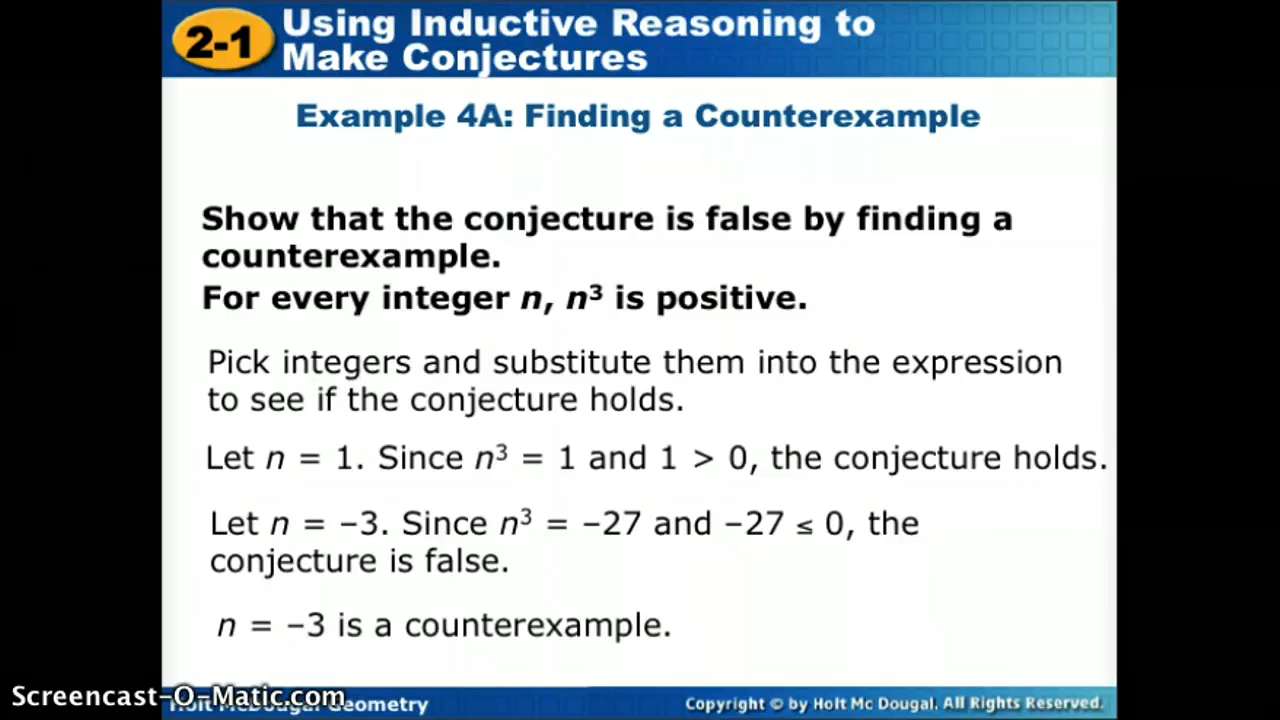 2-1
Using Inductive Reasoning to
Make Conjectures
Example 4A: Finding a Counterexample
Show that the conjecture is false by finding a
counterexample.
For every integer n, n³ is positive.
Pick integers and substitute them into the expression
to see if the conjecture holds.
Let n = 1. Since n³ = 1 and 1 > 0, the conjecture holds.
Let n = –3. Since n³ = –27 and –27 ≤ 0, the
conjecture is false.
n = –3 is a counterexample.
Screencast-O-Matic.com
Holt McDougal Geometry
Copyright © by Holt Mc Dougal. All Rights Reserved.